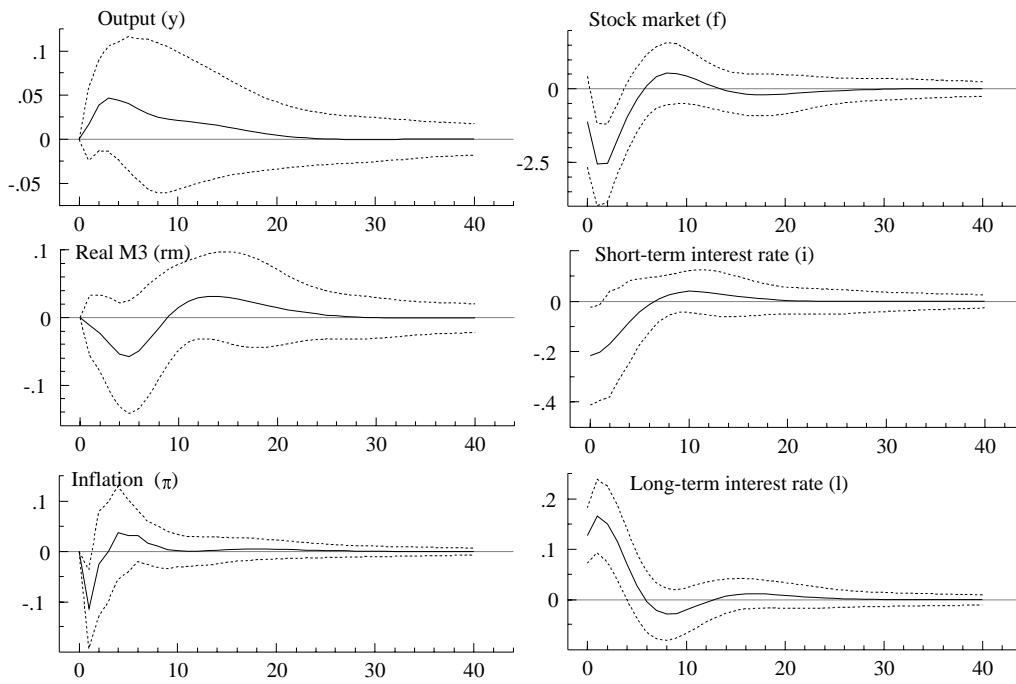 Output (y)
.1
.05
0
-.05
0 10 20 30 40
Stock market (f)
0
-2.5
0 10 20 30 40
Real M3 (rm)
.1
0
-.1
0 10 20 30 40
Short-term interest rate (i)
0
-.2
-.4
0 10 20 30 40
Inflation (π)
.1
0
-.1
0 10 20 30 40
Long-term interest rate (l)
.2
.1
0
0 10 20 30 40